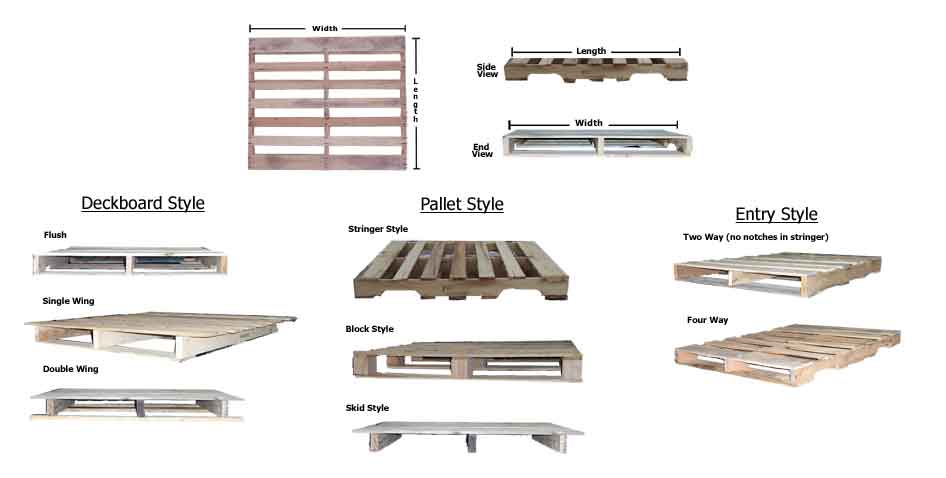 Width
Length
Length
Side
View
Width
End
View
Deckboard Style
Flush
Single Wing
Double Wing
Pallet Style
Stringer Style
Block Style
Skid Style
Entry Style
Two Way (no notches in stringer)
Four Way